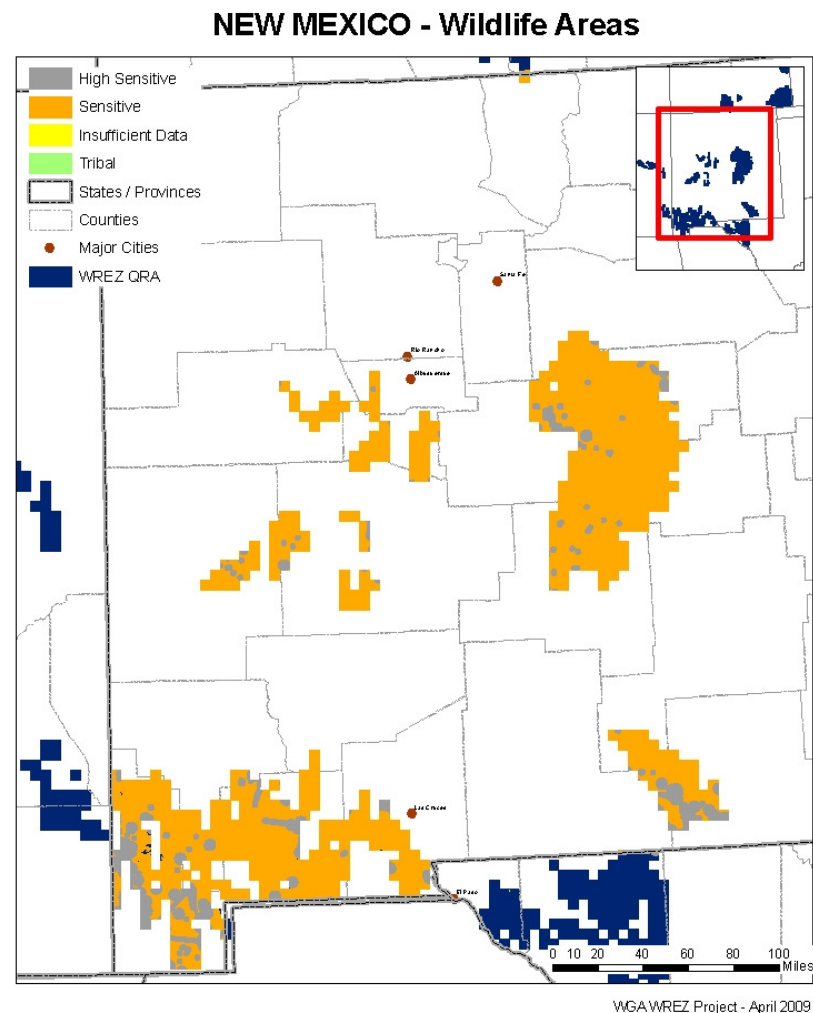 NEW MEXICO - Wildlife Areas
High Sensitive
Sensitive
Insufficient Data
Tribal
States / Provinces
Counties
Major Cities
WREZ QRA
Santa Fe
Rio Rancho
Albuquerque
Las Cruces
El Paso
0 10 20 40 60 80 100
Miles
WGA WREZ Project - April 2009